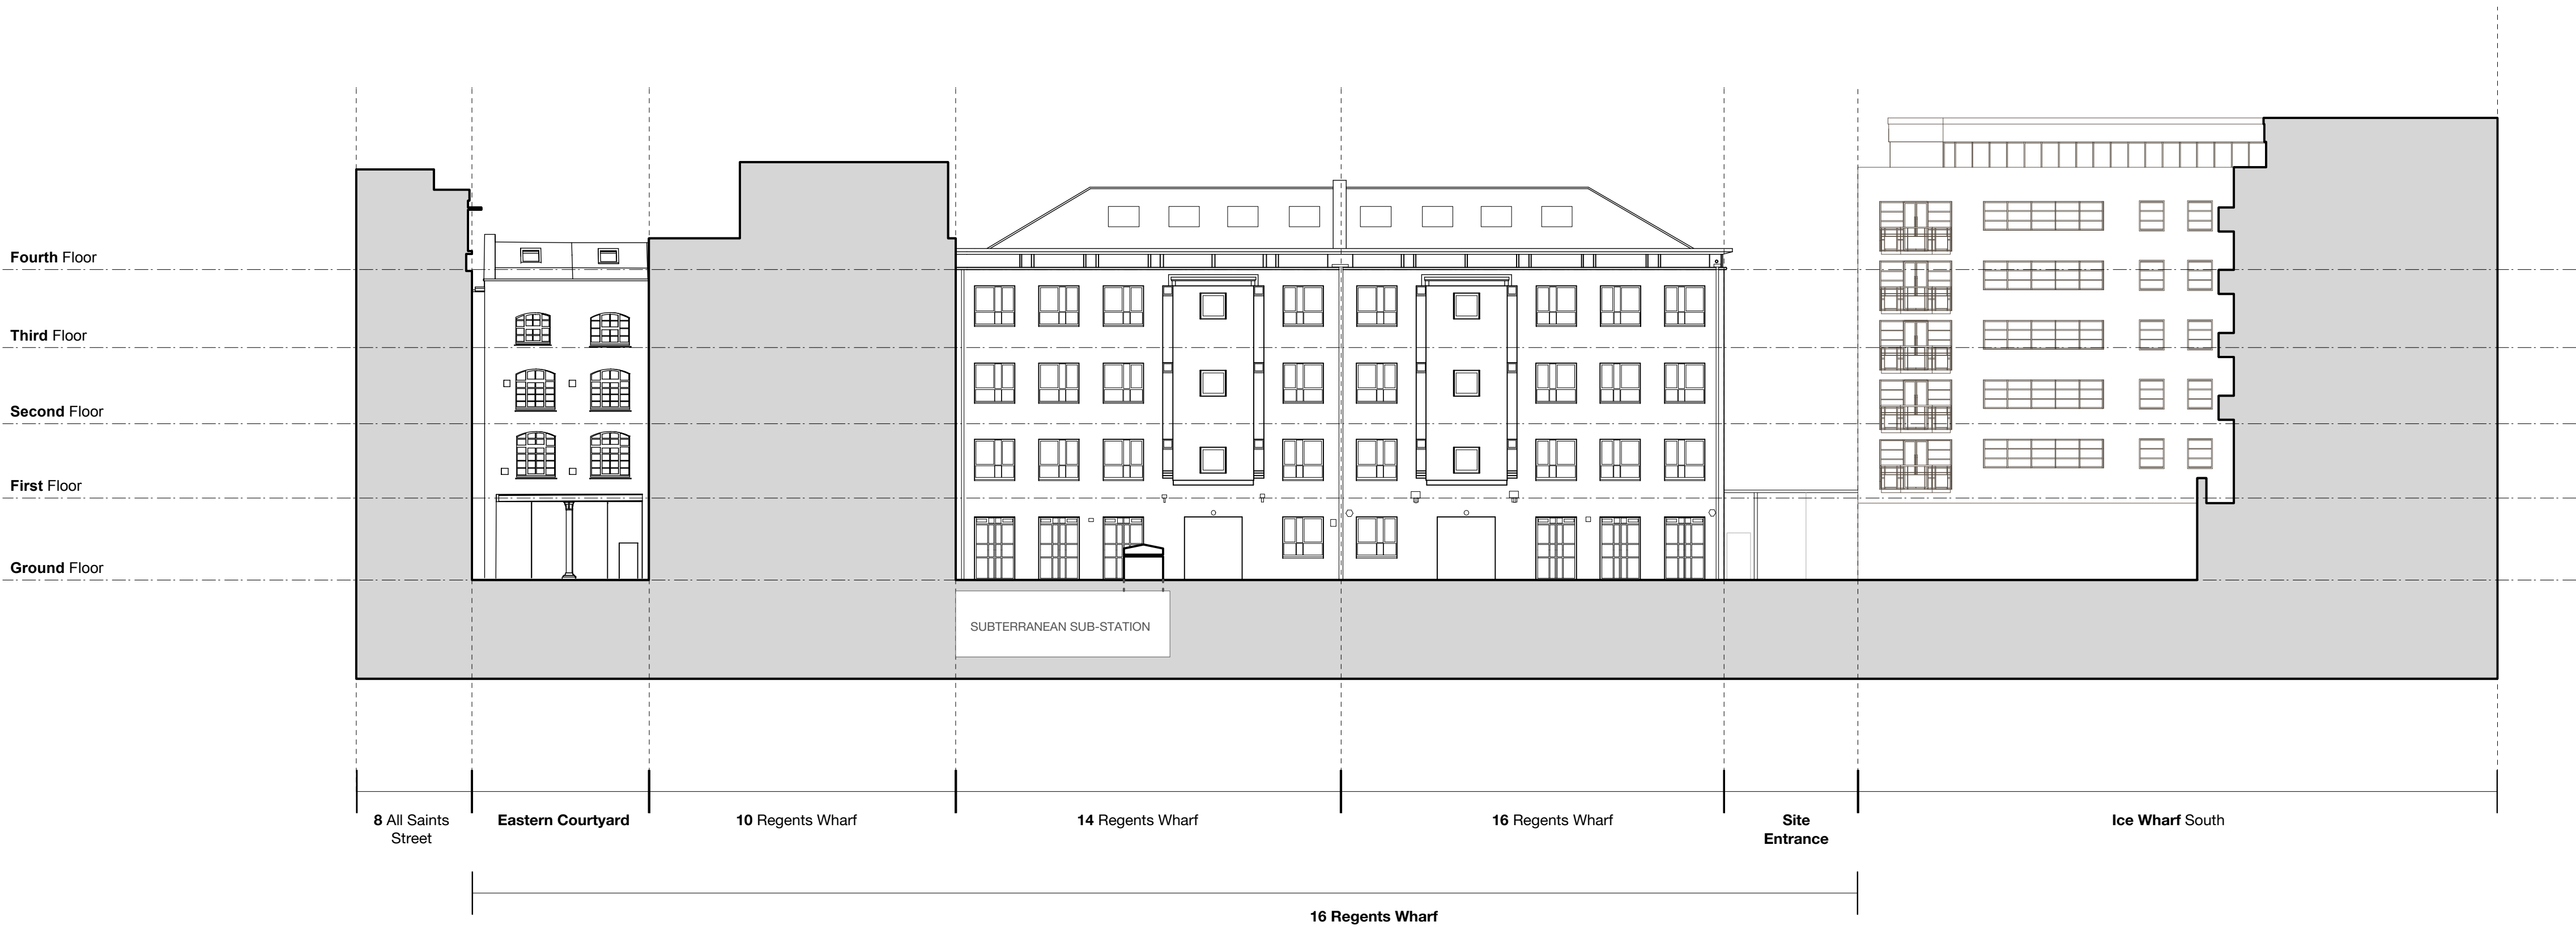 Fourth Floor
Third Floor
Second Floor
First Floor
Ground Floor
SUBTERRANEAN SUB-STATION
8 All Saints
Street
Eastern Courtyard
10 Regents Wharf
14 Regents Wharf
16 Regents Wharf
Site
Entrance
Ice Wharf South
16 Regents Wharf